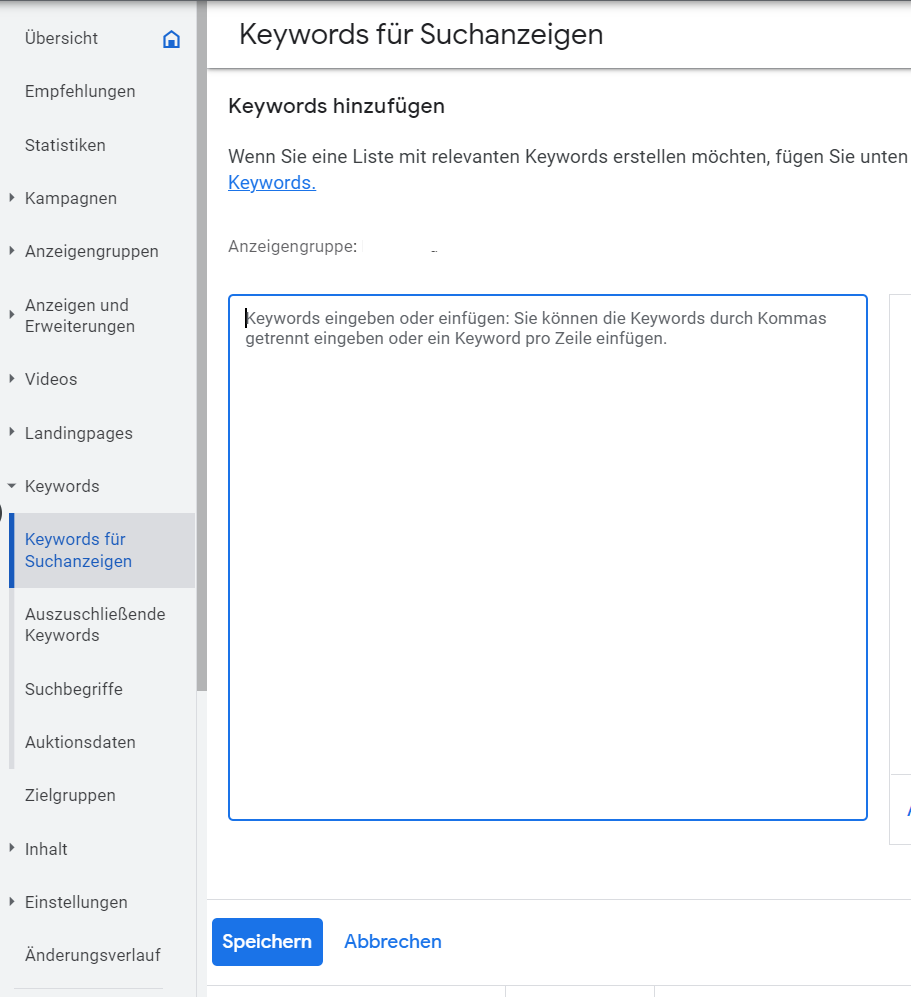 Übersicht
Empfehlungen
Statistiken
Kampagnen
Anzeigengruppen
Anzeigen und
Erweiterungen
Videos
Landingpages
Keywords
Keywords für
Suchanzeigen
Auszuschließende
Keywords
Suchbegriffe
Auktionsdaten
Zielgruppen
Inhalt
Einstellungen
Änderungsverlauf
Keywords für Suchanzeigen
Keywords hinzufügen
Wenn Sie eine Liste mit relevanten Keywords erstellen möchten, fügen Sie unten
Keywords.
Anzeigengruppe:
Keywords eingeben oder einfügen: Sie können die Keywords durch Kommas
getrennt eingeben oder ein Keyword pro Zeile einfügen.
Speichern
Abbrechen